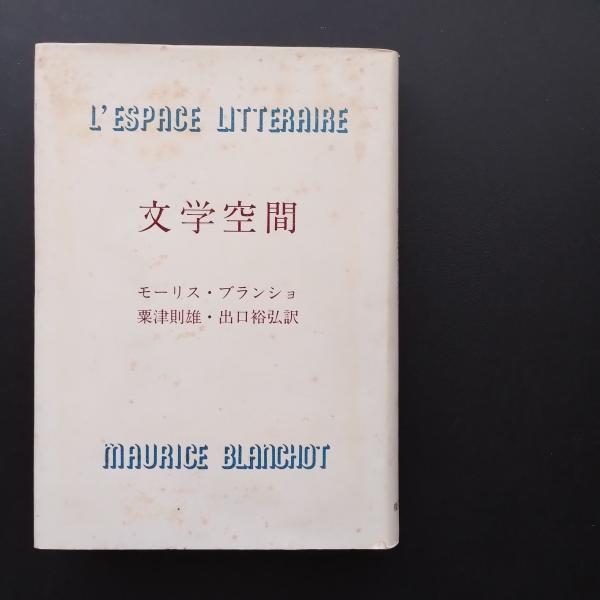 L'ESPACE LITTERAIRE
文学空間
モーリス・ブランショ
粟津則雄・出口裕弘訳
MAURICE BLANCHOT